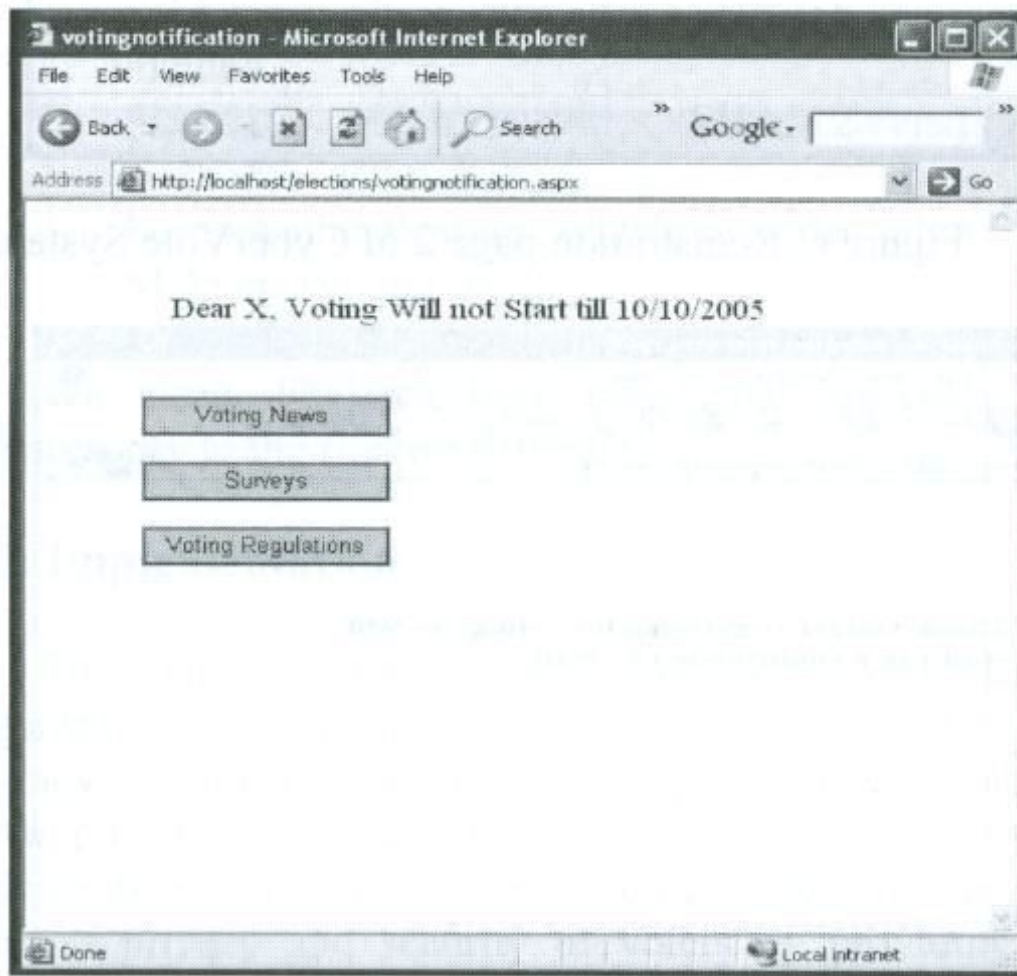 votingnotification - Microsoft Internet Explorer
File Edit View Favorites Tools Help
Back Search Google
Address http://localhost/elections/votingnotification.aspx Go
Dear X, Voting Will not Start till 10/10/2005
Voting News
Surveys
Voting Regulations
Done Local intranet